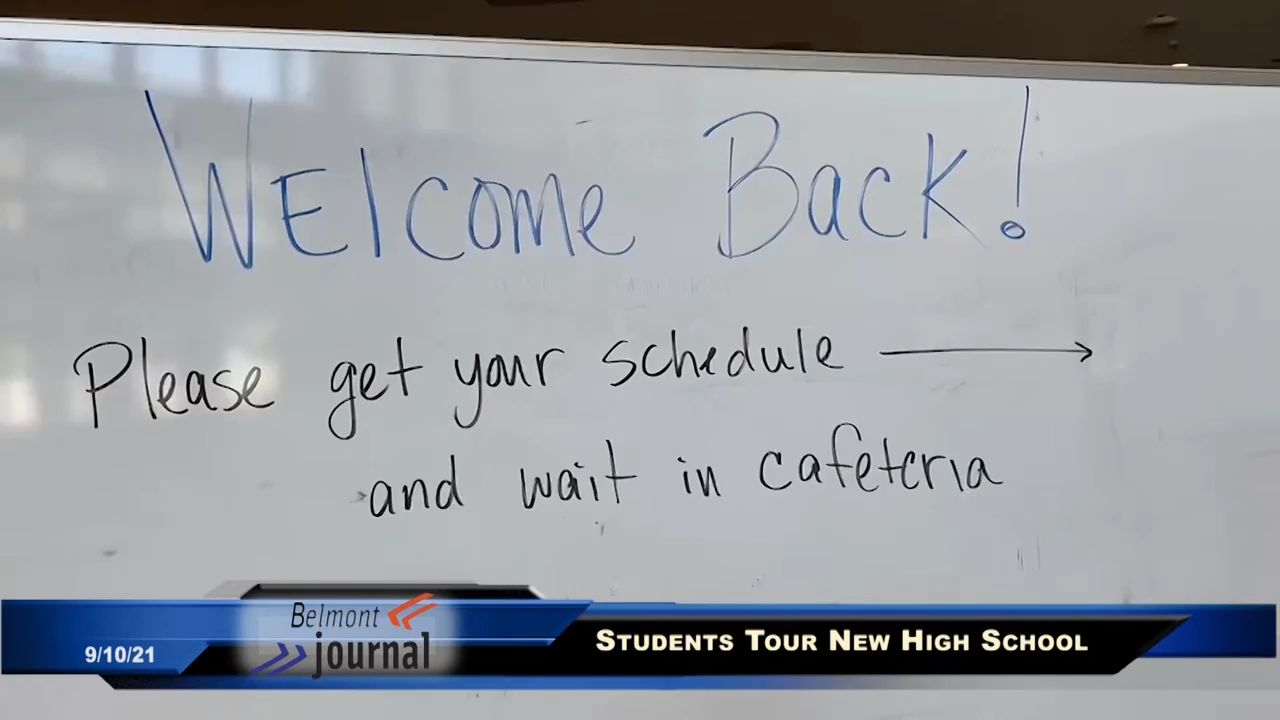 WElcome Back!
Please get your schedule →
and wait in cafeteria
Belmont
journal
9/10/21
STUDENTS TOUR NEW HIGH SCHOOL